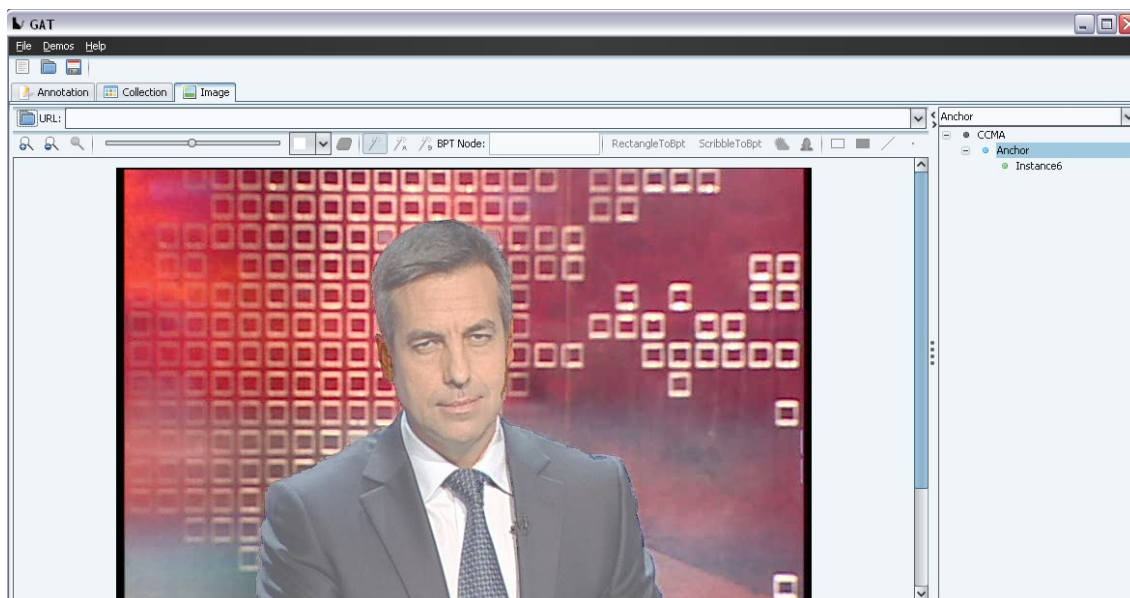 GAT
File Demos Help
Annotation Collection Image
URL: Anchor
BPT Node: RectangleToBpt ScribbleToBpt
CCMA
Anchor
Instance6